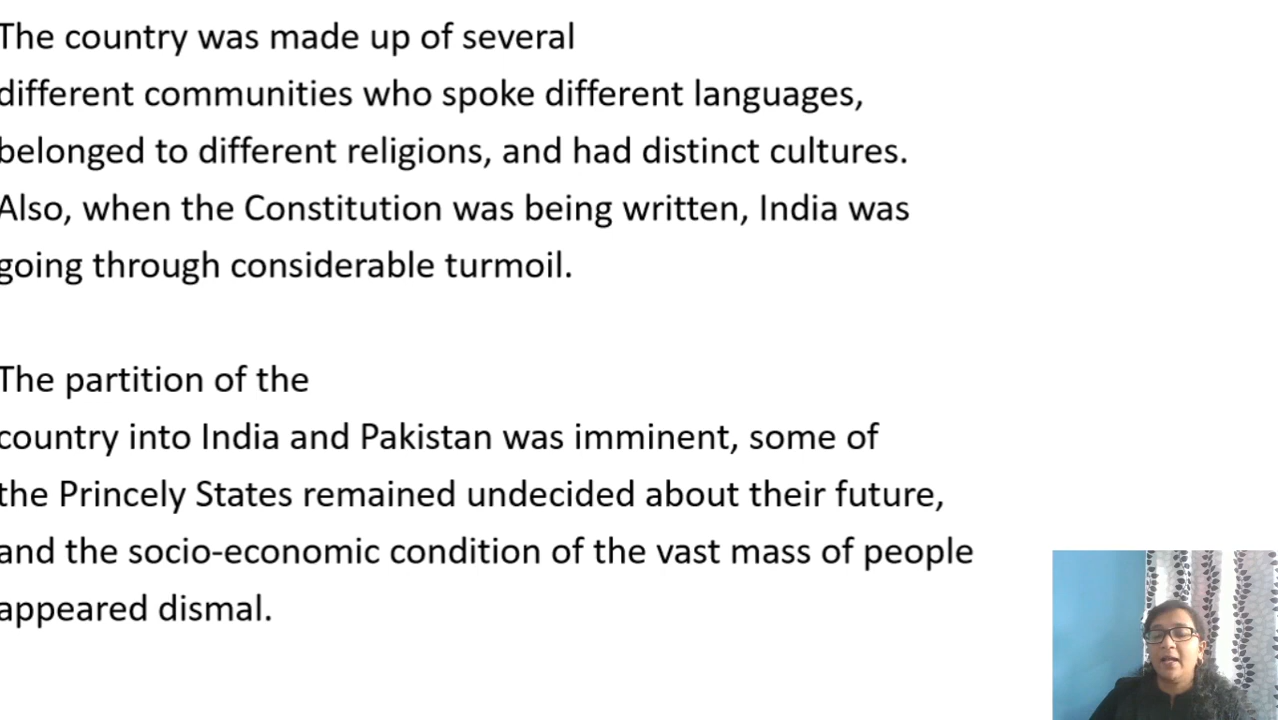 The country was made up of several
different communities who spoke different languages,
belonged to different religions, and had distinct cultures.
Also, when the Constitution was being written, India was
going through considerable turmoil.
The partition of the
country into India and Pakistan was imminent, some of
the Princely States remained undecided about their future,
and the socio-economic condition of the vast mass of people
appeared dismal.